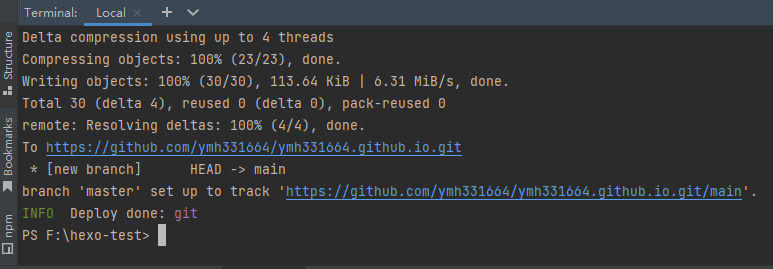 Terminal: Local × + ∨
Delta compression using up to 4 threads
Compressing objects: 100% (23/23), done.
Writing objects: 100% (30/30), 113.64 KiB | 6.31 MiB/s, done.
Total 30 (delta 4), reused 0 (delta 0), pack-reused 0
remote: Resolving deltas: 100% (4/4), done.
To https://github.com/ymh331664/ymh331664.github.io.git
 * [new branch]      HEAD -> main
branch 'master' set up to track 'https://github.com/ymh331664/ymh331664.github.io.git/main'.
INFO  Deploy done: git
PS F:\hexo-test>
Structure
Bookmarks
npm